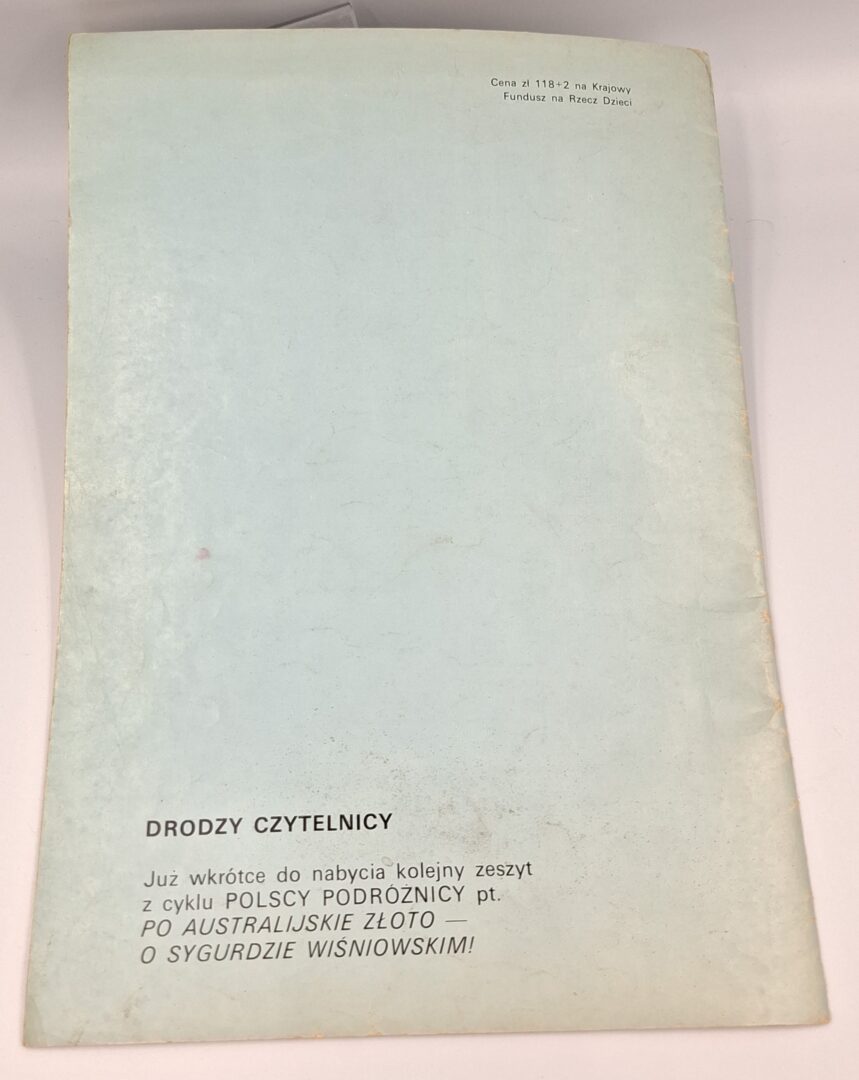 Cena zł 118+2 na Krajowy
Fundusz na Rzecz Dzieci
DRODZY CZYTELNICY
Już wkrótce do nabycia kolejny zeszyt
z cyklu POLSCY PODRÓŻNICY pt.
PO AUSTRALIJSKIE ZŁOTO —
O SYGURDZIE WIŚNIOWSKIM!